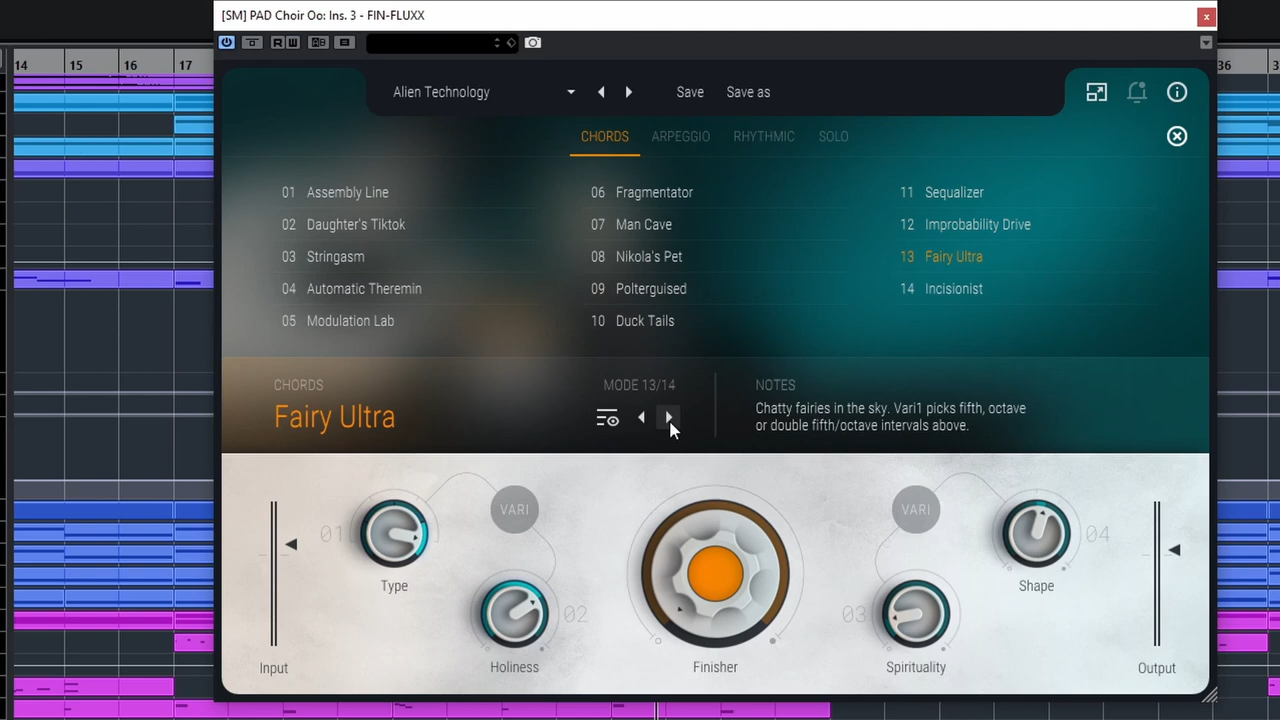 [SM] PAD Choir Oo: Ins. 3 - FIN-FLUXX
x
R W
14 15 16 17
36
Alien Technology
Save Save as
CHORDS ARPEGGIO RHYTHMIC SOLO
01 Assembly Line
02 Daughter's Tiktok
03 Stringasm
04 Automatic Theremin
05 Modulation Lab
06 Fragmentator
07 Man Cave
08 Nikola's Pet
09 Polterguised
10 Duck Tails
11 Sequalizer
12 Improbability Drive
13 Fairy Ultra
14 Incisionist
CHORDS
Fairy Ultra
MODE 13/14
NOTES
Chatty fairies in the sky. Vari1 picks fifth, octave
or double fifth/octave intervals above.
Input
01
Type
VARI
02
Holiness
Finisher
VARI
03
Spirituality
04
Shape
Output